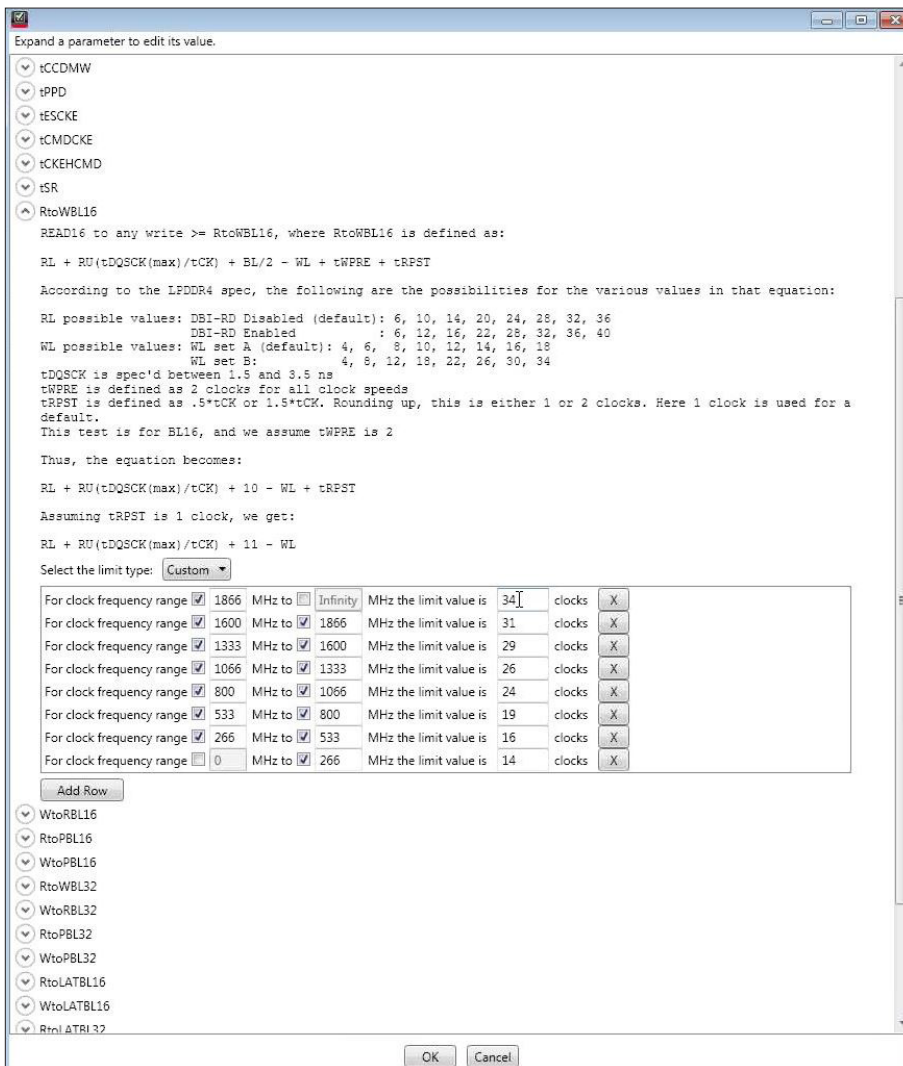 Expand a parameter to edit its value.
tCCDMW
tPPD
tESCKE
tCMDCKE
tCKEHCMD
tSR
RtoWBL16
READ16 to any write >= RtoWBL16, where RtoWBL16 is defined as:
RL + RU(tDQSCK(max)/tCK) + BL/2 - WL + tWPRE + tRPST
According to the LPDDR4 spec, the following are the possibilities for the various values in that equation:
RL possible values: DBI-RD Disabled (default): 6, 10, 14, 20, 24, 28, 32, 36
DBI-RD Enabled : 6, 12, 16, 22, 28, 32, 36, 40
WL possible values: WL set A (default): 4, 6, 8, 10, 12, 14, 16, 18
WL set B: 4, 8, 12, 18, 22, 26, 30, 34
tDQSCK is spec'd between 1.5 and 3.5 ns
tWPRE is defined as 2 clocks for all clock speeds
tRPST is defined as .5*tCK or 1.5*tCK. Rounding up, this is either 1 or 2 clocks. Here 1 clock is used for a
default.
This test is for BL16, and we assume tWPRE is 2
Thus, the equation becomes:
RL + RU(tDQSCK(max)/tCK) + 10 - WL + tRPST
Assuming tRPST is 1 clock, we get:
RL + RU(tDQSCK(max)/tCK) + 11 - WL
Select the limit type: Custom
For clock frequency range 1866 MHz to Infinity MHz the limit value is 34 clocks X
For clock frequency range 1600 MHz to 1866 MHz the limit value is 31 clocks X
For clock frequency range 1333 MHz to 1600 MHz the limit value is 29 clocks X
For clock frequency range 1066 MHz to 1333 MHz the limit value is 26 clocks X
For clock frequency range 800 MHz to 1066 MHz the limit value is 24 clocks X
For clock frequency range 533 MHz to 800 MHz the limit value is 19 clocks X
For clock frequency range 266 MHz to 533 MHz the limit value is 16 clocks X
For clock frequency range 0 MHz to 266 MHz the limit value is 14 clocks X
Add Row
WtoRBL16
RtoPBL16
WtoPBL16
RtoWBL32
WtoRBL32
RtoPBL32
WtoPBL32
RtoLATBL16
WtoLATBL16
RtoLATBL32
OK Cancel